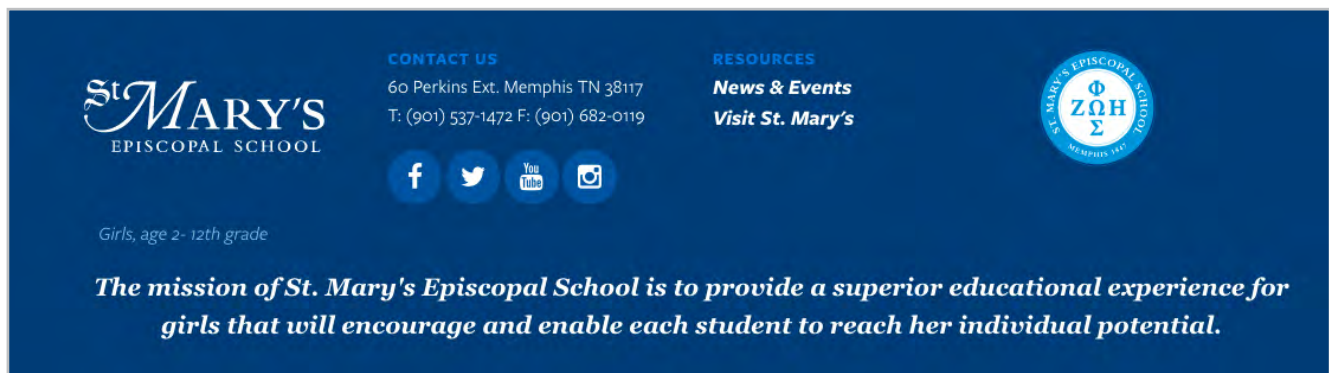 St MARY'S
EPISCOPAL SCHOOL
Girls, age 2- 12th grade
CONTACT US
60 Perkins Ext. Memphis TN 38117
T: (901) 537-1472 F: (901) 682-0119
You
Tube
RESOURCES
News & Events
Visit St. Mary's
ST. MARY'S EPISCOPAL SCHOOL
Φ
ΖΩΗ
Σ
MEMPHIS 1847
The mission of St. Mary's Episcopal School is to provide a superior educational experience for
girls that will encourage and enable each student to reach her individual potential.